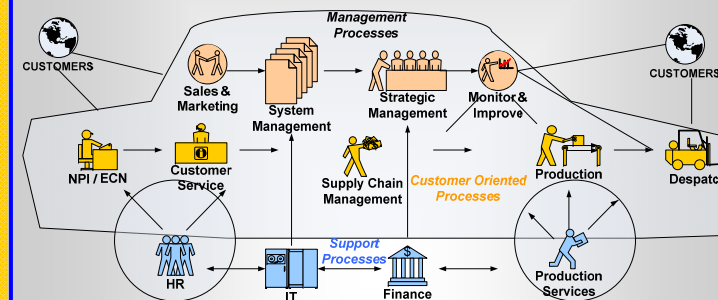 Management
Processes
CUSTOMERS
CUSTOMERS
Sales &
Marketing
System
Management
Strategic
Management
Monitor &
Improve
NPI / ECN
Customer
Service
Supply Chain
Management
Customer Oriented
Processes
Production
Despatc
HR
IT
Support
Processes
$
Finance
Production
Services